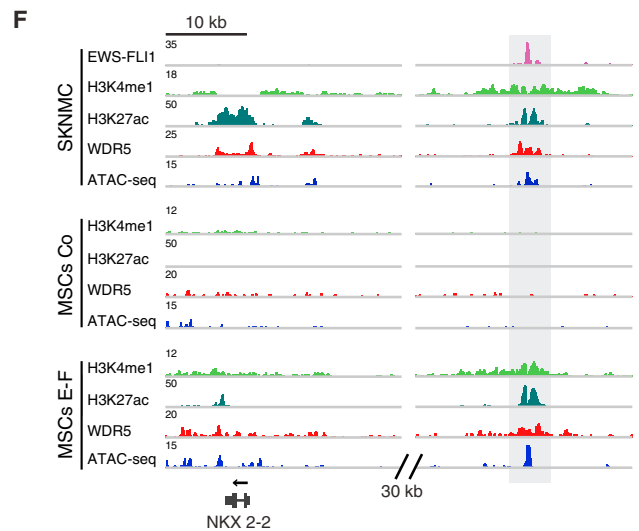 F
10 kb
SKNMC
35
EWS-FLI1
18
H3K4me1
50
H3K27ac
25
WDR5
15
ATAC-seq
MSCs Co
12
H3K4me1
50
H3K27ac
20
WDR5
15
ATAC-seq
MSCs E-F
12
H3K4me1
50
H3K27ac
20
WDR5
15
ATAC-seq
30 kb
NKX 2-2